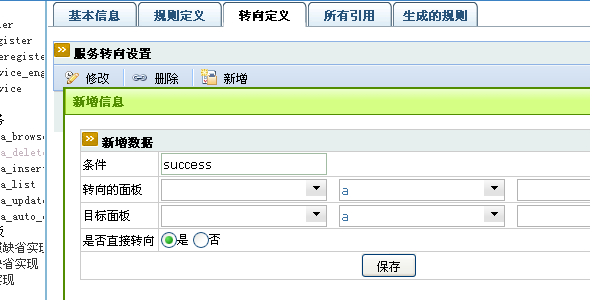 基本信息 规则定义 转向定义 所有引用 生成的规则
er
gister
eregister
vice_eng
vice
服务转向设置
修改 删除 新增
新增信息
新增数据
条件 success
转向的面板 a
目标面板 a
是否直接转向 是 否
保存
a_brows
a_delet
a_inser
a_list
a_updat
a_auto_
缺省实现
缺省实现
实现